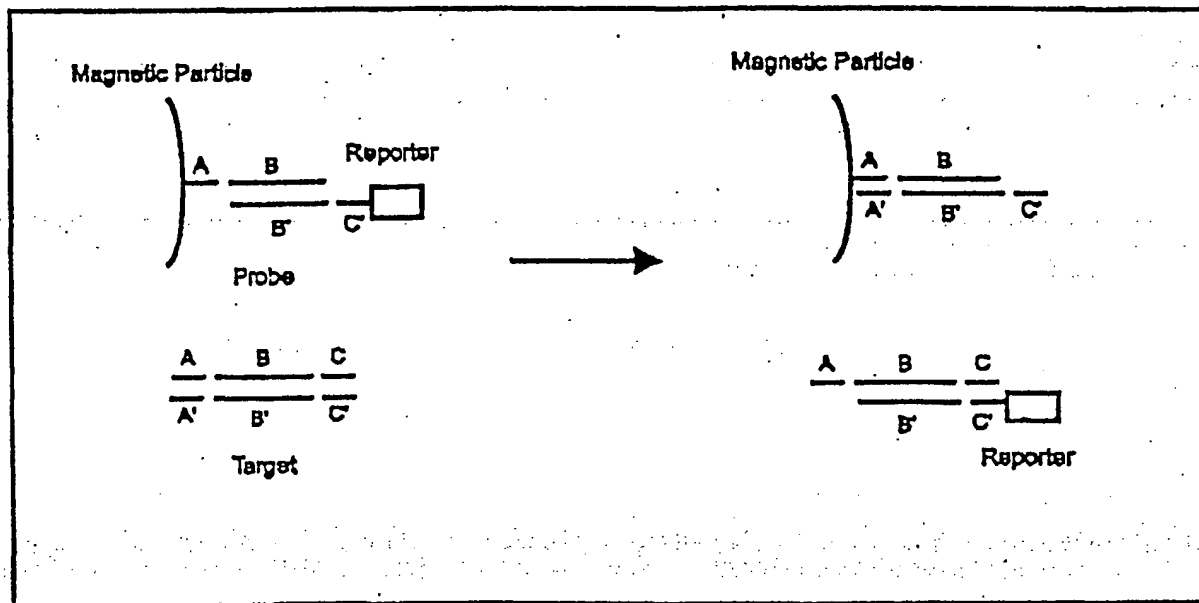 Magnetic Particle
A B Reporter
B' C'
Probe
A B C
A' B' C'
Target
Magnetic Particle
A B
A' B' C'
A B C
B' C'
Reporter